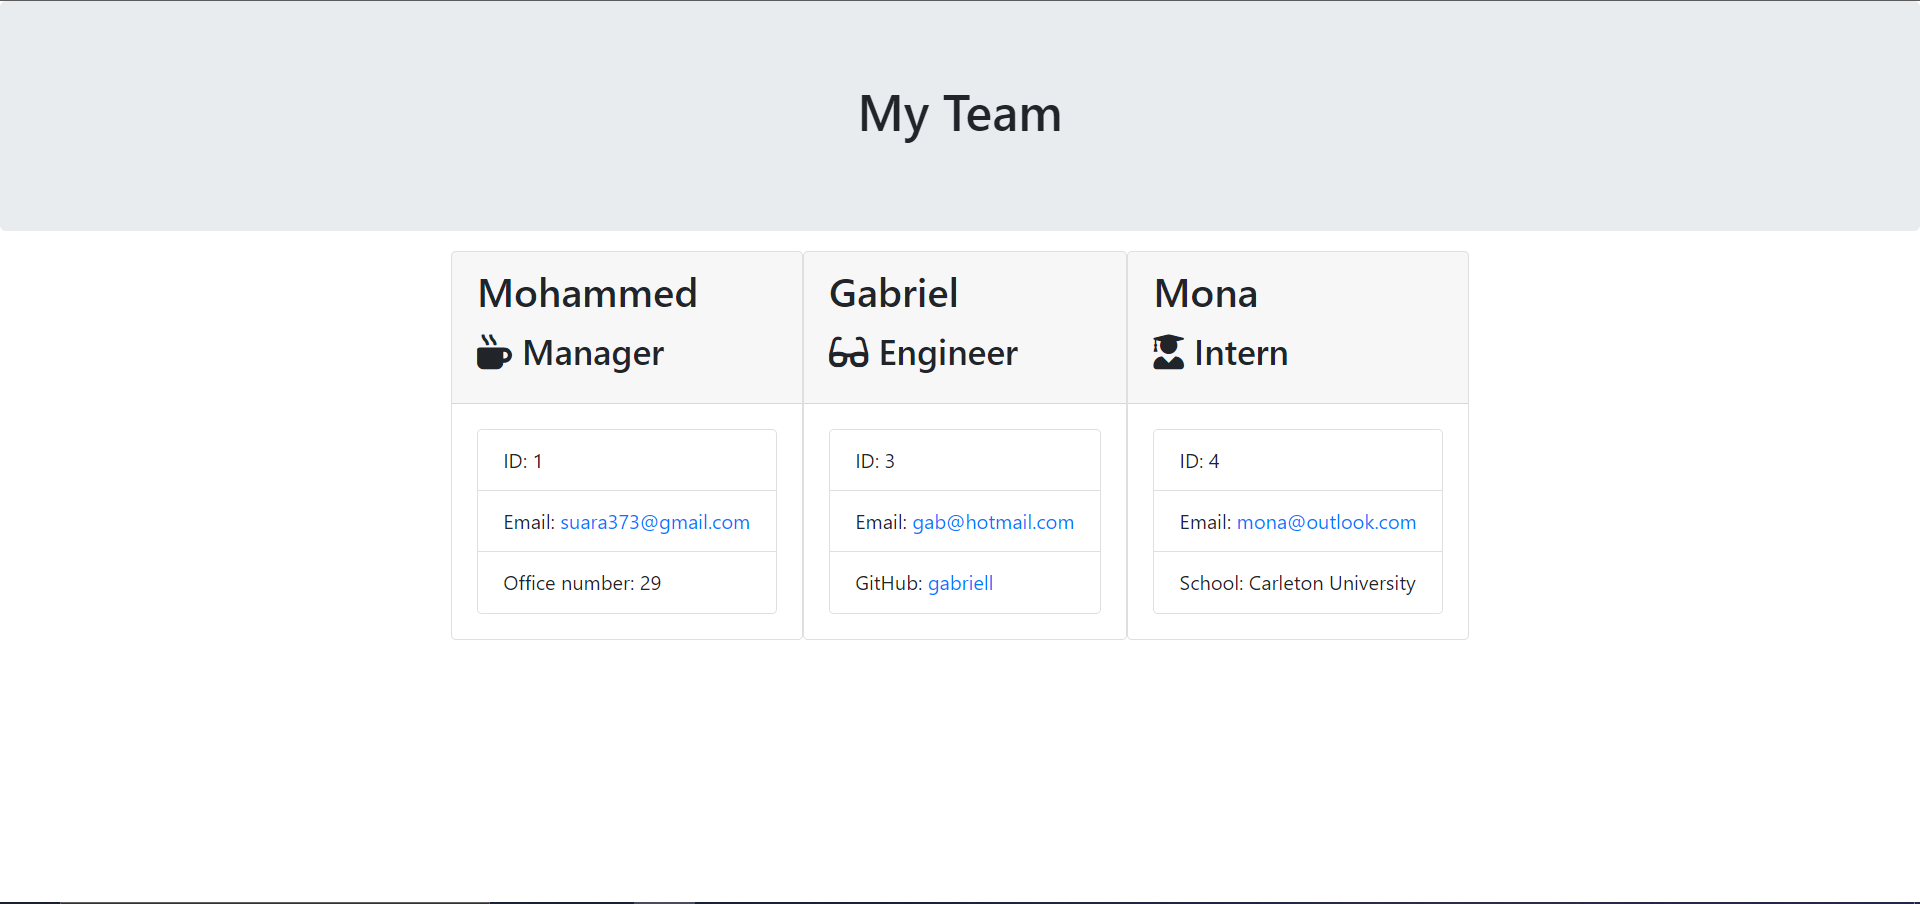 My Team
Mohammed
Manager
ID: 1
Email: suara373@gmail.com
Office number: 29
Gabriel
Engineer
ID: 3
Email: gab@hotmail.com
GitHub: gabriell
Mona
Intern
ID: 4
Email: mona@outlook.com
School: Carleton University